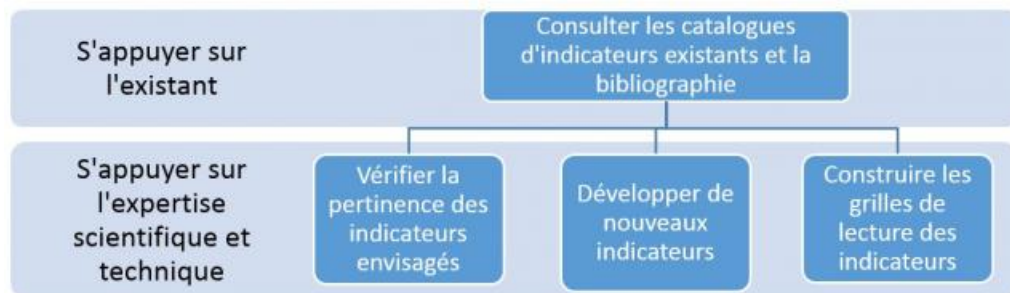 S'appuyer sur
l'existant
Consulter les catalogues
d'indicateurs existants et la
bibliographie
S'appuyer sur
l'expertise
scientifique et
technique
Vérifier la
pertinence des
indicateurs
envisagés
Développer de
nouveaux
indicateurs
Construire les
grilles de
lecture des
indicateurs